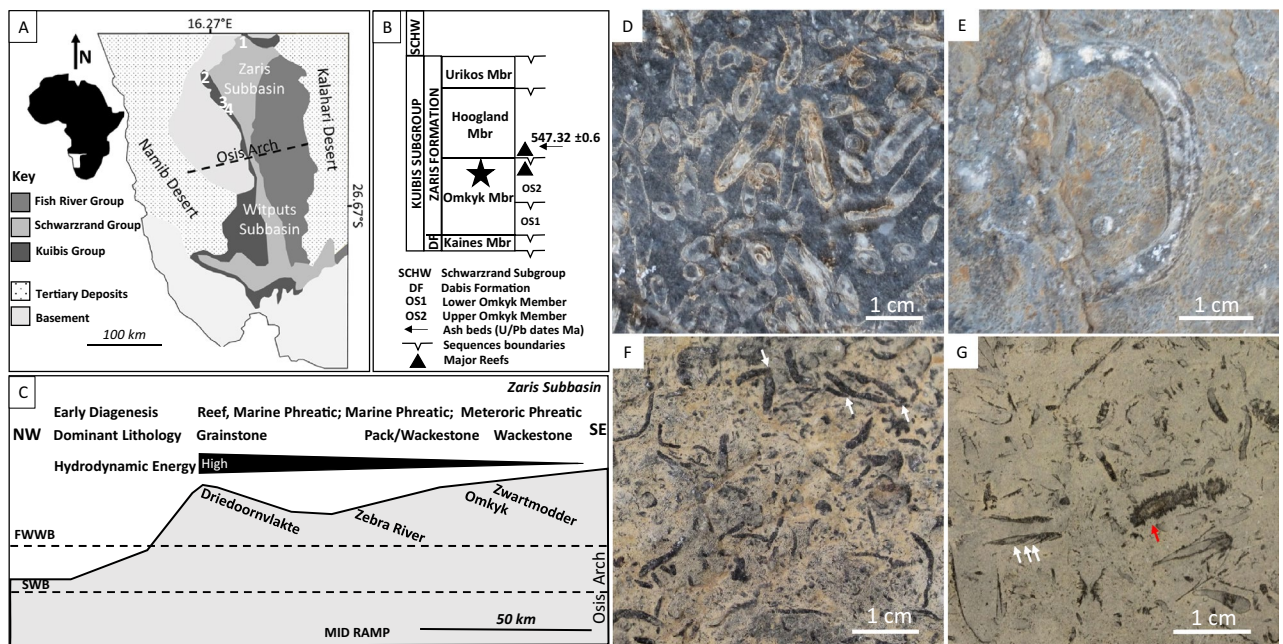 A
16.27°E
N
1
2
3
4
Zaris
Subbasin
Kalahari Desert
Osis Arch
Namib Desert
26.67°S
Witputs
Subbasin
Key
Fish River Group
Schwarzrand Group
Kuibis Group
Tertiary Deposits
Basement
100 km
B
SCHW
KUIBIS SUBGROUP
ZARIS FORMATION
DF
Urikos Mbr
Hoogland
Mbr
547.32 ±0.6
Omkyk Mbr
OS2
OS1
Kaines Mbr
SCHW Schwarzrand Subgroup
DF Dabis Formation
OS1 Lower Omkyk Member
OS2 Upper Omkyk Member
Ash beds (U/Pb dates Ma)
Sequences boundaries
Major Reefs
C
Zaris Subbasin
Early Diagenesis Reef, Marine Phreatic; Marine Phreatic; Meteroric Phreatic
NW Dominant Lithology Grainstone Pack/Wackestone Wackestone SE
Hydrodynamic Energy High
Driedoornvlakte
Zebra River
Omkyk
Zwartmodder
FWWB
SWB
Osis Arch
50 km
MID RAMP
D
1 cm
E
1 cm
F
1 cm
G
1 cm